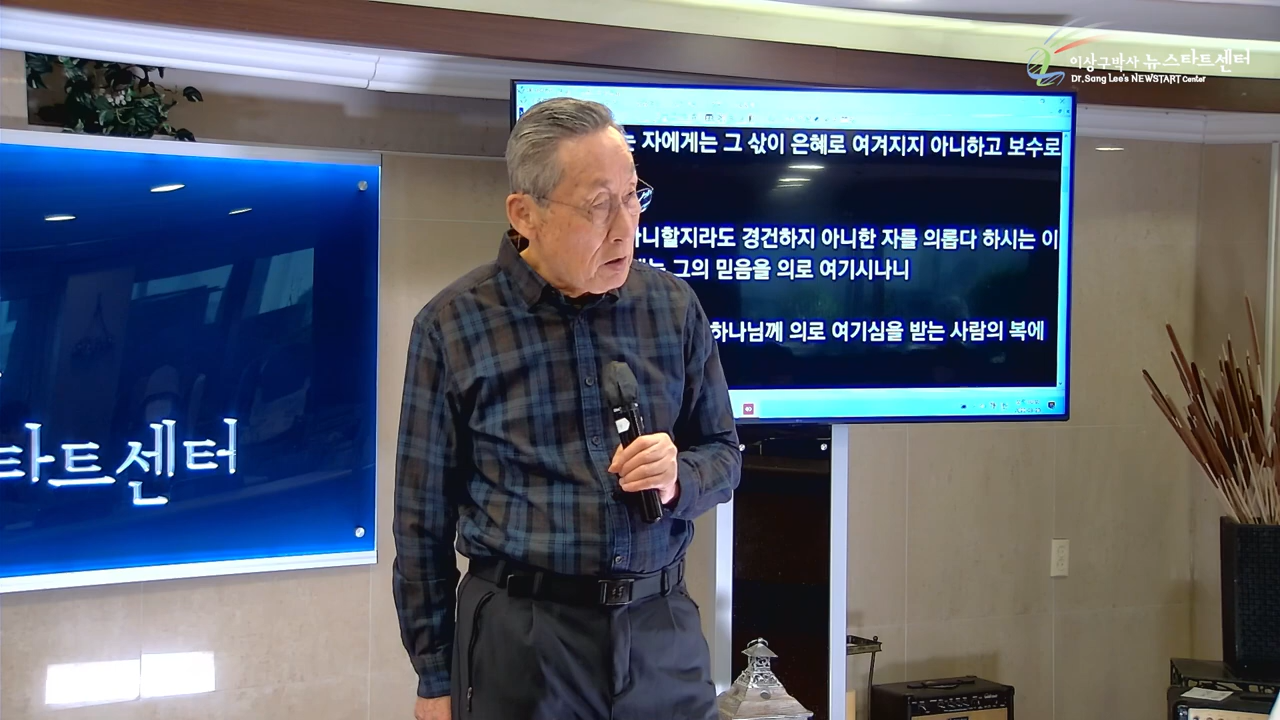 이상구박사 뉴스타트센터
Dr. Sang Lee's NEWSTART Center
는 자에게는 그 삯이 은혜로 여겨지지 아니하고 보수로
아니할지라도 경건하지 아니한 자를 의롭다 하시는 이
에는 그의 믿음을 의로 여기시나니
하나님께 의로 여기심을 받는 사람의 복에
스타트센터